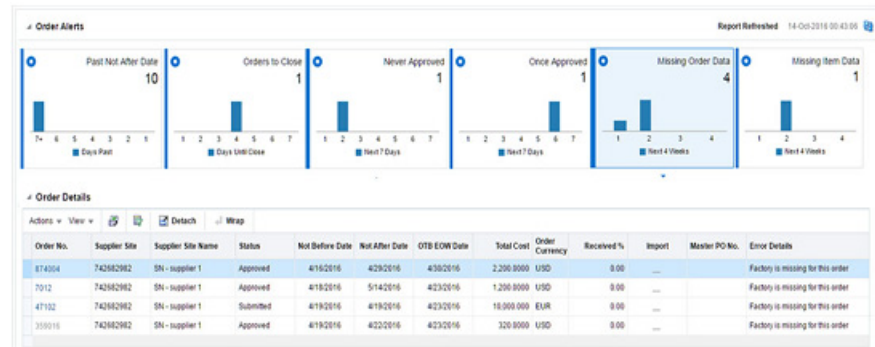 Order Alerts
Report Refreshed 14-Oct-2016 00:43:06
Past Not After Date
10
7+ 6 5 4 3 2 1
Days Past
Orders to Close
1
1 2 3 4 5 6 7
Days Until Close
Never Approved
1
1 2 3 4 5 6 7
Next 7 Days
Once Approved
1
1 2 3 4 5 6 7
Next 7 Days
Missing Order Data
4
1 2 3 4
Next 4 Weeks
Missing Item Data
1
1 2 3 4
Next 4 Weeks
Order Details
Actions View Detach Wrap
Order No. Supplier Site Supplier Site Name Status Not Before Date Not After Date OTB EOW Date Total Cost Order Currency Received % Import Master PO No. Error Details
874004 742682982 SN - supplier 1 Approved 4/16/2016 4/29/2016 4/30/2016 2,200.0000 USD 0.00 ... Factory is missing for this order
7012 742682982 SN - supplier 1 Approved 4/18/2016 5/14/2016 4/23/2016 1,200.0000 USD 0.00 ... Factory is missing for this order
47102 742682982 SN - supplier 1 Submitted 4/19/2016 4/19/2016 4/23/2016 10,000.000 EUR 0.00 ... Factory is missing for this order
359016 742682982 SN - supplier 1 Approved 4/19/2016 4/22/2016 4/23/2016 320.0000 USD 0.00 ... Factory is missing for this order